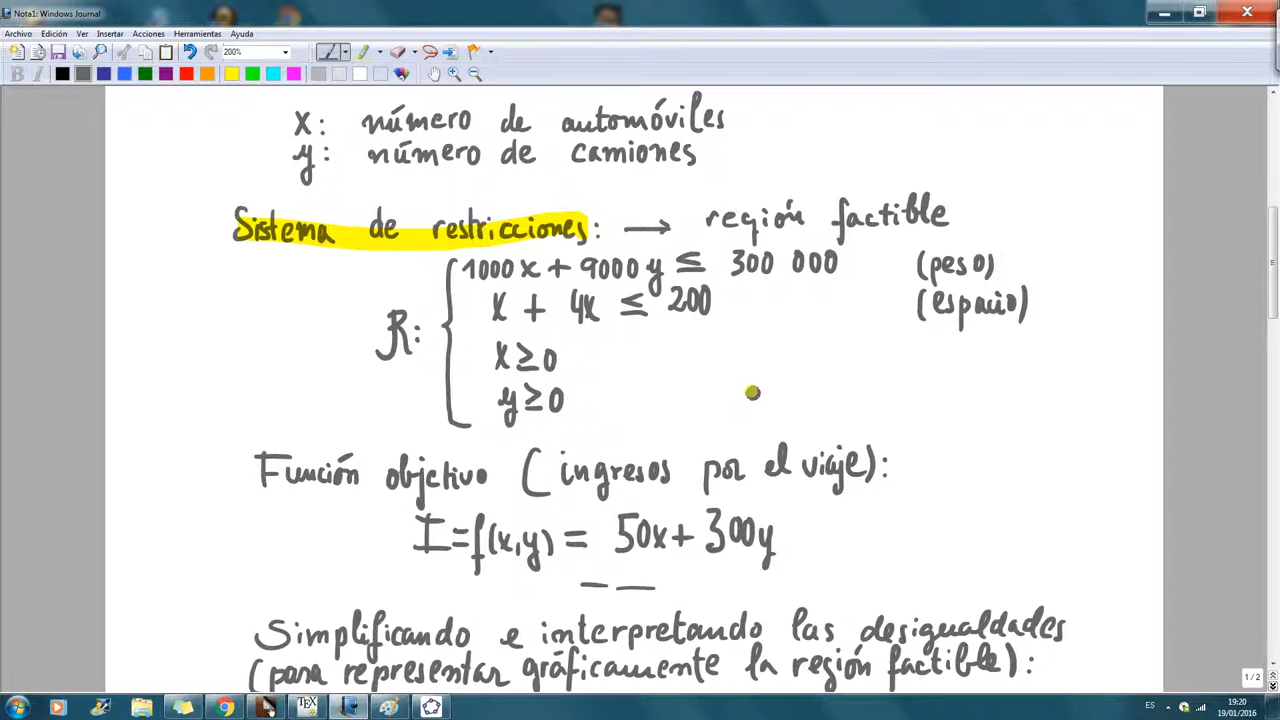 Nota1: Windows Journal
Archivo Edición Ver Insertar Acciones Herramientas Ayuda
200%
x: número de automóviles
y: número de camiones
Sistema de restricciones: → región factible
1000x + 9000y ≤ 300 000 (peso)
R: x + 4x ≤ 200 (espacio)
x ≥ 0
y ≥ 0
Función objetivo (ingresos por el viaje):
I = f(x,y) = 50x + 300y
Simplificando e interpretando las desigualdades
(para representar gráficamente la región factible):
1 / 2
TEX
ES
19:20
19/01/2016